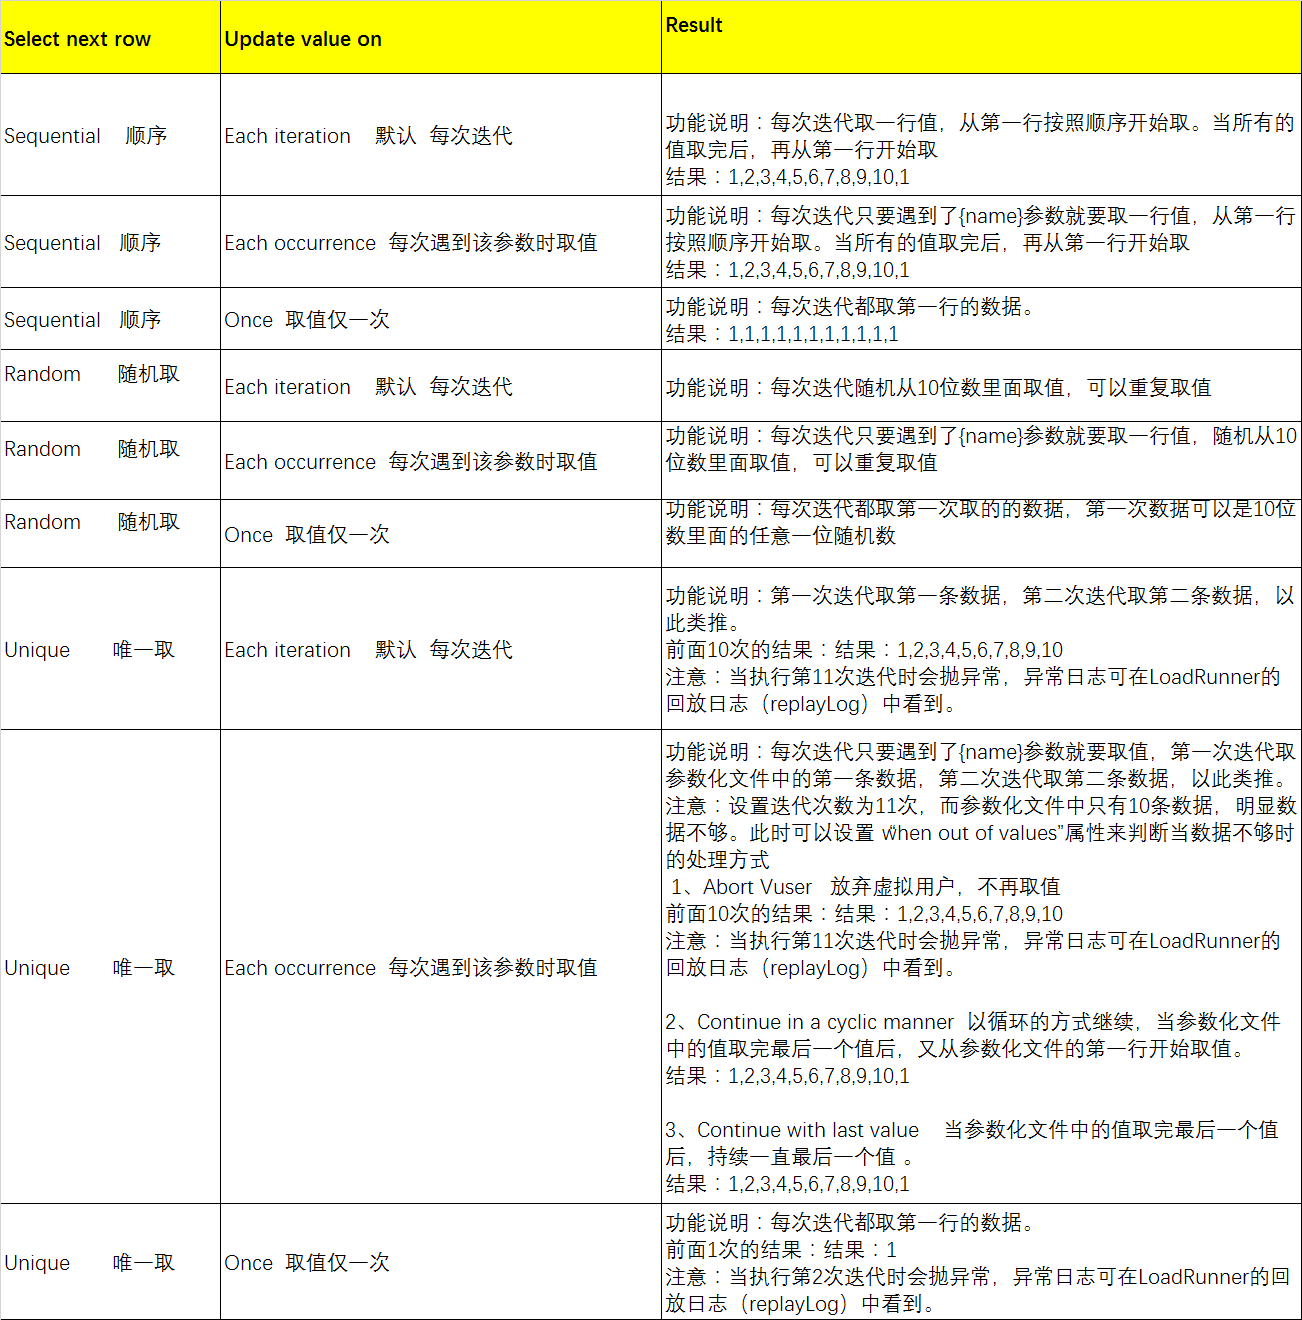 Select next row
Update value on
Result
Sequential 顺序
Each iteration 默认 每次迭代
功能说明：每次迭代取一行值，从第一行按照顺序开始取。当所有的
值取完后，再从第一行开始取
结果：1,2,3,4,5,6,7,8,9,10,1
Sequential 顺序
Each occurrence 每次遇到该参数时取值
功能说明：每次迭代只要遇到了{name}参数就要取一行值，从第一行
按照顺序开始取。当所有的值取完后，再从第一行开始取
结果：1,2,3,4,5,6,7,8,9,10,1
Sequential 顺序
Once 取值仅一次
功能说明：每次迭代都取第一行的数据。
结果：1,1,1,1,1,1,1,1,1,1,1
Random 随机取
Each iteration 默认 每次迭代
功能说明：每次迭代随机从10位数里面取值，可以重复取值
Random 随机取
Each occurrence 每次遇到该参数时取值
功能说明：每次迭代只要遇到了{name}参数就要取一行值，随机从10
位数里面取值，可以重复取值
Random 随机取
Once 取值仅一次
功能说明：每次迭代都取第一次取的的数据，第一次数据可以是10位
数里面的任意一位随机数
Unique 唯一取
Each iteration 默认 每次迭代
功能说明：第一次迭代取第一条数据，第二次迭代取第二条数据，以
此类推。
前面10次的结果：结果：1,2,3,4,5,6,7,8,9,10
注意：当执行第11次迭代时会抛异常，异常日志可在LoadRunner的
回放日志（replayLog）中看到。
Unique 唯一取
Each occurrence 每次遇到该参数时取值
功能说明：每次迭代只要遇到了{name}参数就要取值，第一次迭代取
参数化文件中的第一条数据，第二次迭代取第二条数据，以此类推。
注意：设置迭代次数为11次，而参数化文件中只有10条数据，明显数
据不够。此时可以设置“when out of values”属性来判断当数据不够时
的处理方式
1、Abort Vuser 放弃虚拟用户，不再取值
前面10次的结果：结果：1,2,3,4,5,6,7,8,9,10
注意：当执行第11次迭代时会抛异常，异常日志可在LoadRunner的
回放日志（replayLog）中看到。
2、Continue in a cyclic manner 以循环的方式继续，当参数化文件
中的值取完最后一个值后，又从参数化文件的第一行开始取值。
结果：1,2,3,4,5,6,7,8,9,10,1
3、Continue with last value 当参数化文件中的值取完最后一个值
后，持续一直最后一个值 。
结果：1,2,3,4,5,6,7,8,9,10,1
Unique 唯一取
Once 取值仅一次
功能说明：每次迭代都取第一行的数据。
前面1次的结果：结果：1
注意：当执行第2次迭代时会抛异常，异常日志可在LoadRunner的回
放日志（replayLog）中看到。